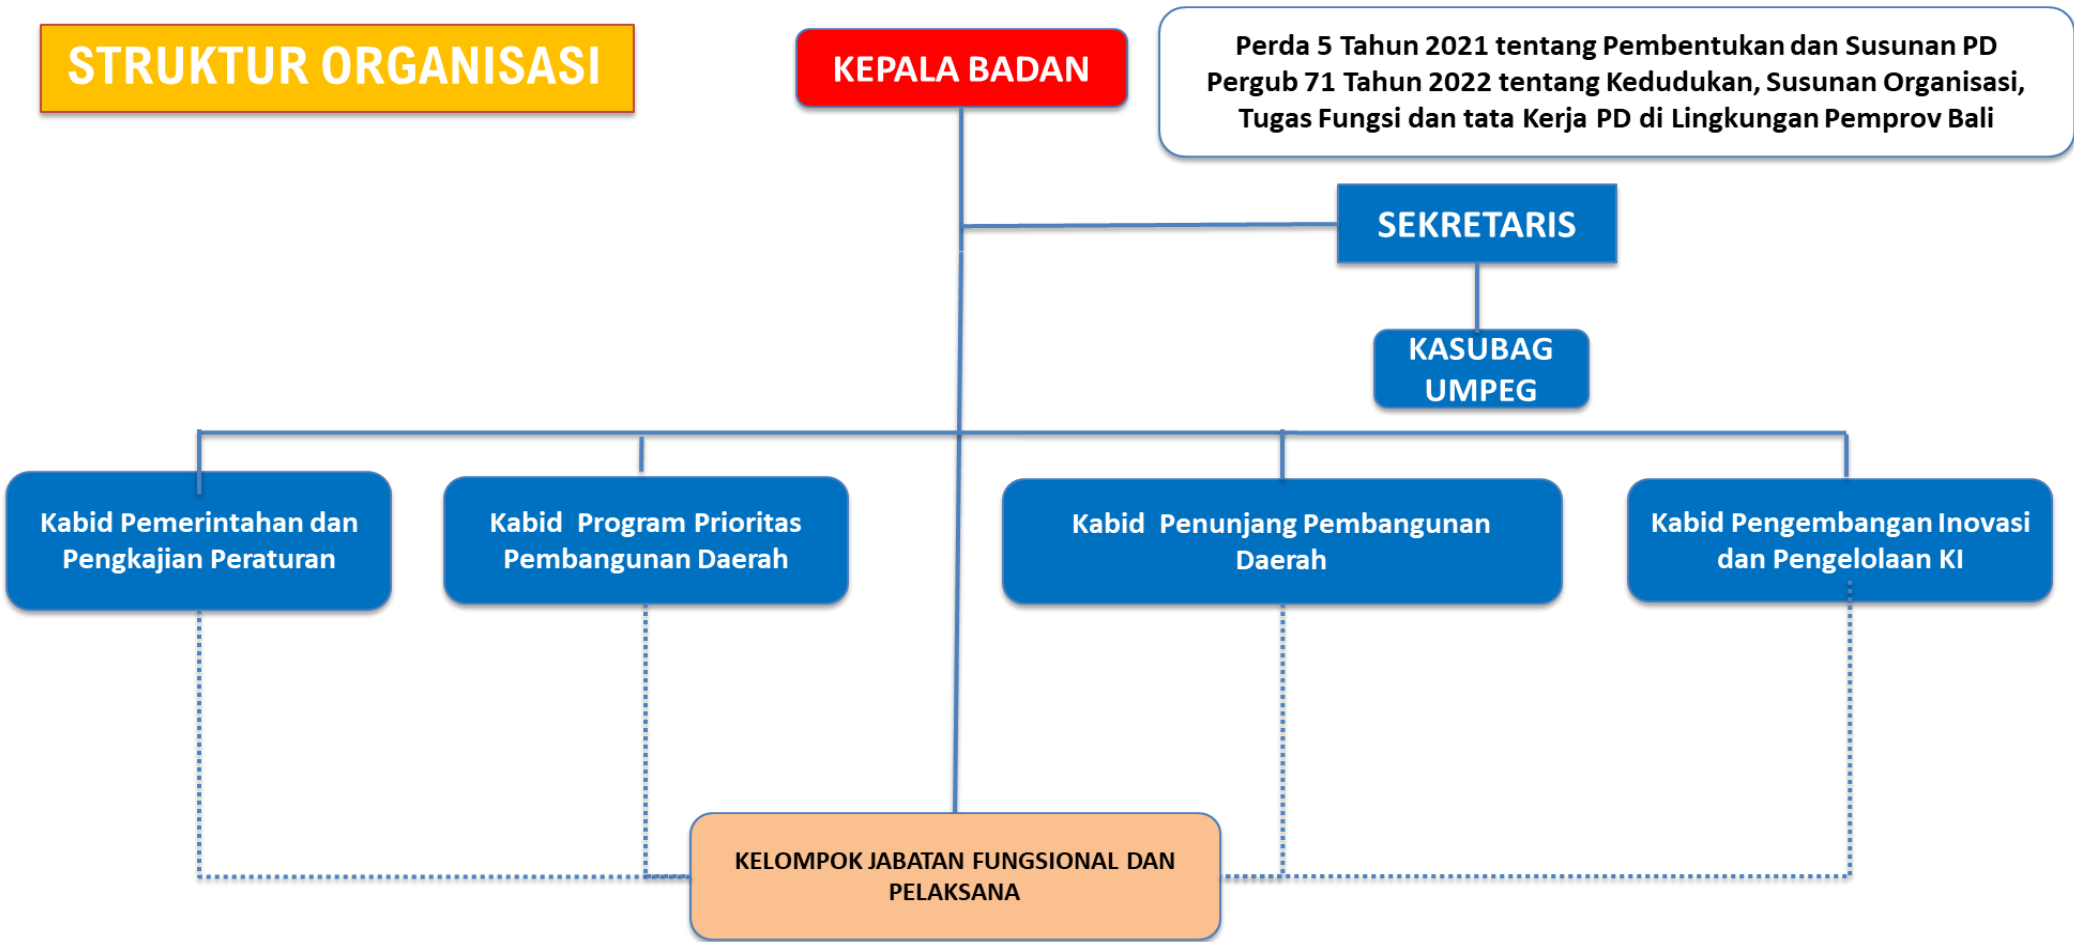 STRUKTUR ORGANISASI
KEPALA BADAN
Perda 5 Tahun 2021 tentang Pembentukan dan Susunan PD
Pergub 71 Tahun 2022 tentang Kedudukan, Susunan Organisasi,
Tugas Fungsi dan tata Kerja PD di Lingkungan Pemprov Bali
SEKRETARIS
KASUBAG
UMPEG
Kabid Pemerintahan dan
Pengkajian Peraturan
Kabid Program Prioritas
Pembangunan Daerah
Kabid Penunjang Pembangunan
Daerah
Kabid Pengembangan Inovasi
dan Pengelolaan KI
KELOMPOK JABATAN FUNGSIONAL DAN
PELAKSANA